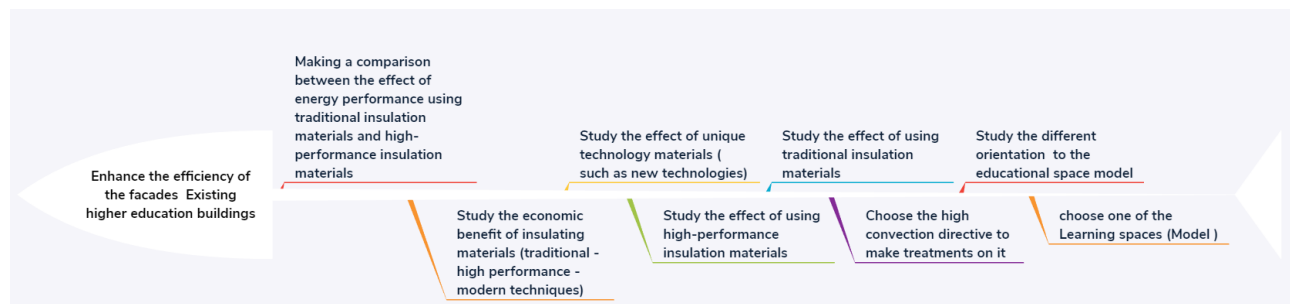 Enhance the efficiency of
the facades Existing
higher education buildings
Making a comparison
between the effect of
energy performance using
traditional insulation
materials and high-
performance insulation
materials
Study the economic
benefit of insulating
materials (traditional -
high performance -
modern techniques)
Study the effect of unique
technology materials (
such as new technologies)
Study the effect of using
high-performance
insulation materials
Study the effect of using
traditional insulation
materials
Choose the high
convection directive to
make treatments on it
Study the different
orientation to the
educational space model
choose one of the
Learning spaces (Model )